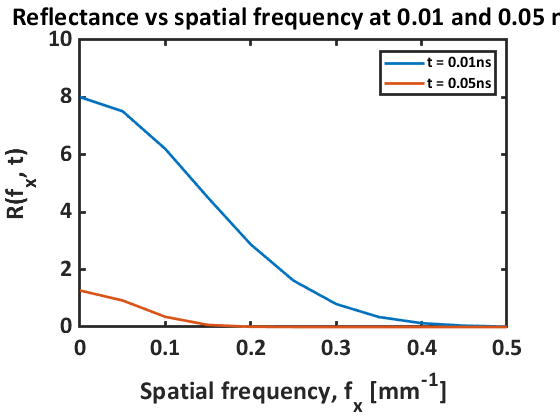 Reflectance vs spatial frequency at 0.01 and 0.05 n
10
8
6
4
2
0
R(fx, t)
t = 0.01ns
t = 0.05ns
0 0.1 0.2 0.3 0.4 0.5
Spatial frequency, fx [mm-1]